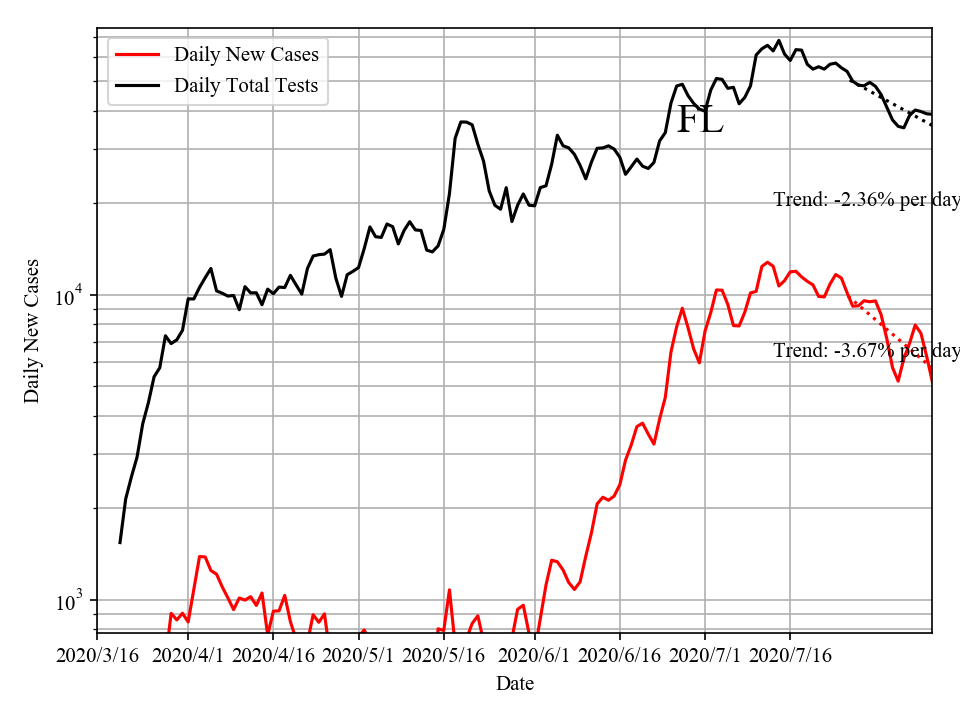 Daily New Cases
Daily Total Tests
FL
Trend: -2.36% per day
Trend: -3.67% per day
Daily New Cases
10^4
10^3
2020/3/16 2020/4/1 2020/4/16 2020/5/1 2020/5/16 2020/6/1 2020/6/16 2020/7/1 2020/7/16
Date